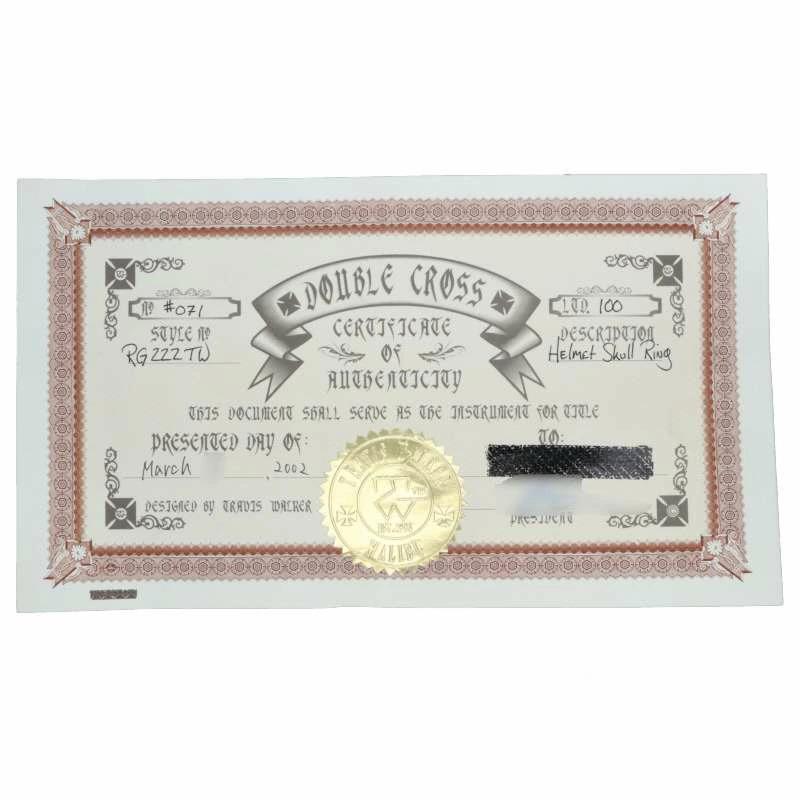 DOUBLE CROSS
Nº #071
LTD. 100
CERTIFICATE
OF
AUTHENTICITY
STYLE Nº
RG222TW
DESCRIPTION
Helmet Skull Ring
THIS DOCUMENT SHALL SERVE AS THE INSTRUMENT FOR TITLE
PRESENTED DAY OF:
TO:
March , 2002
DESIGNED BY TRAVIS WALKER
PRESIDENT
TRAVIS WALKER
TW
MALIBU